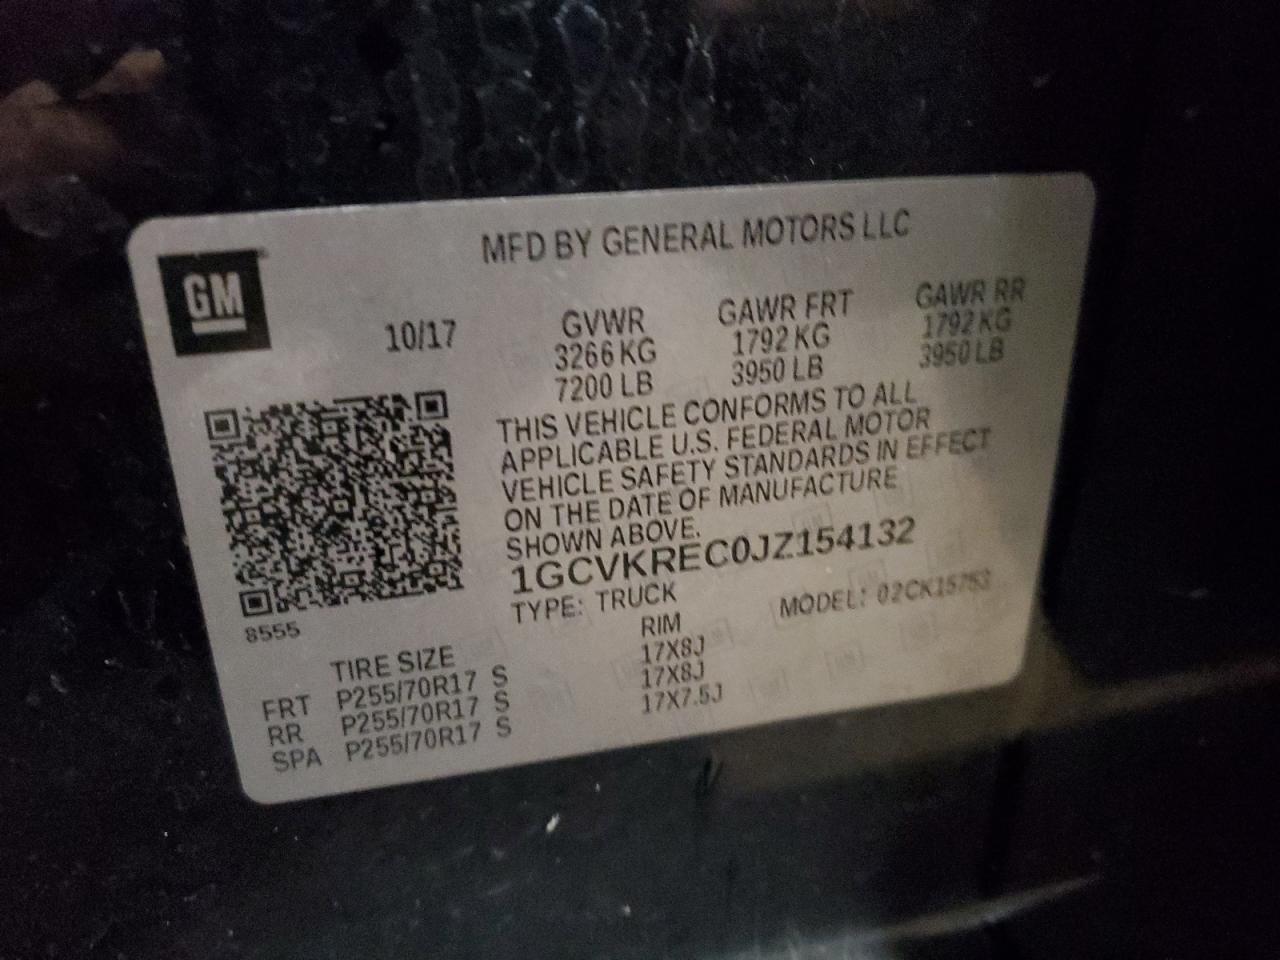 MFD BY GENERAL MOTORS LLC
GM
10/17
GVWR GAWR FRT GAWR RR
3266 KG 1792 KG 1792 KG
7200 LB 3950 LB 3950 LB
THIS VEHICLE CONFORMS TO ALL
APPLICABLE U.S. FEDERAL MOTOR
VEHICLE SAFETY STANDARDS IN EFFECT
ON THE DATE OF MANUFACTURE
SHOWN ABOVE.
1GCVKREC0JZ154132
TYPE: TRUCK MODEL: 02CK15753
8555
TIRE SIZE RIM
FRT P255/70R17 S 17X8J
RR P255/70R17 S 17X8J
SPA P255/70R17 S 17X7.5J